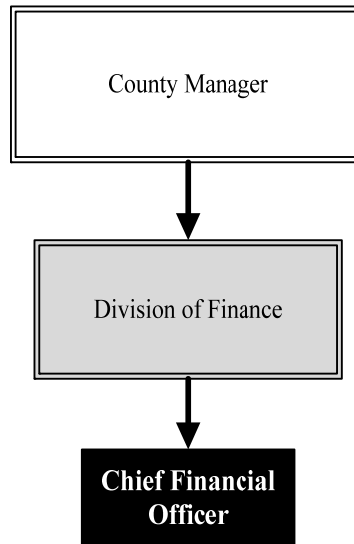 County Manager
Division of Finance
Chief Financial
Officer